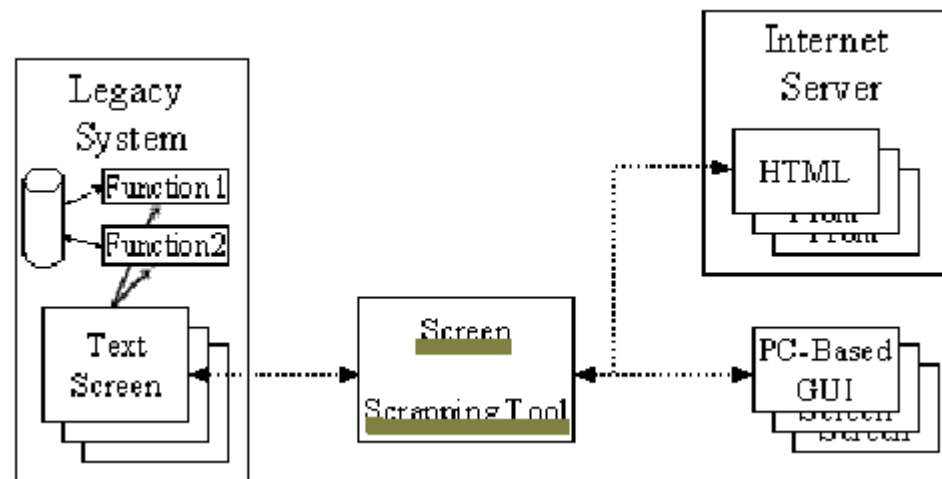 Legacy
System
Function1
Function2
Text
Screen
Screen
Scrapping Tool
Internet
Server
HTML
PC-Based
GUI